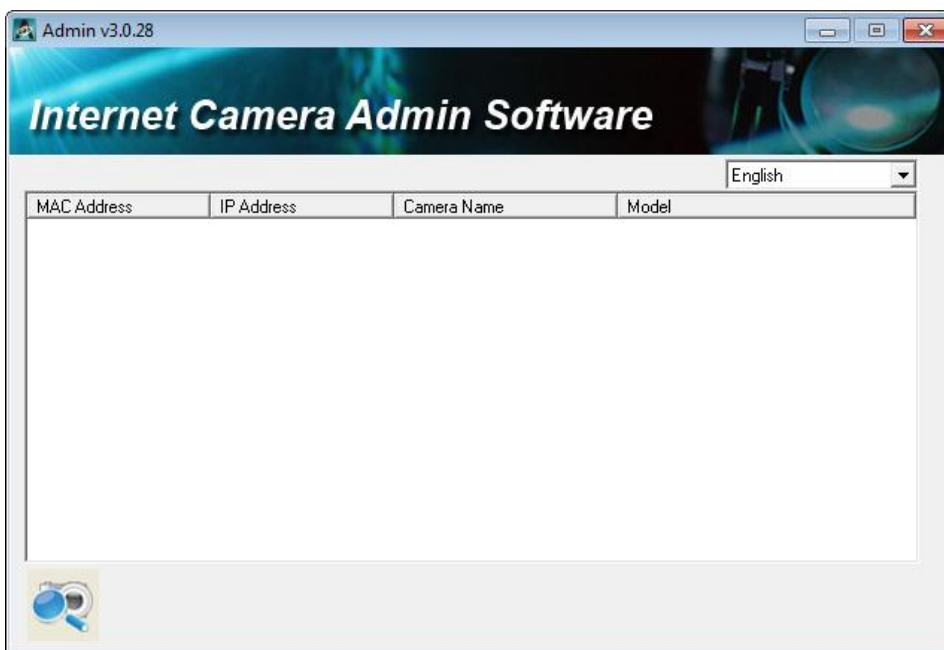 Admin v3.0.28
Internet Camera Admin Software
English
MAC Address IP Address Camera Name Model